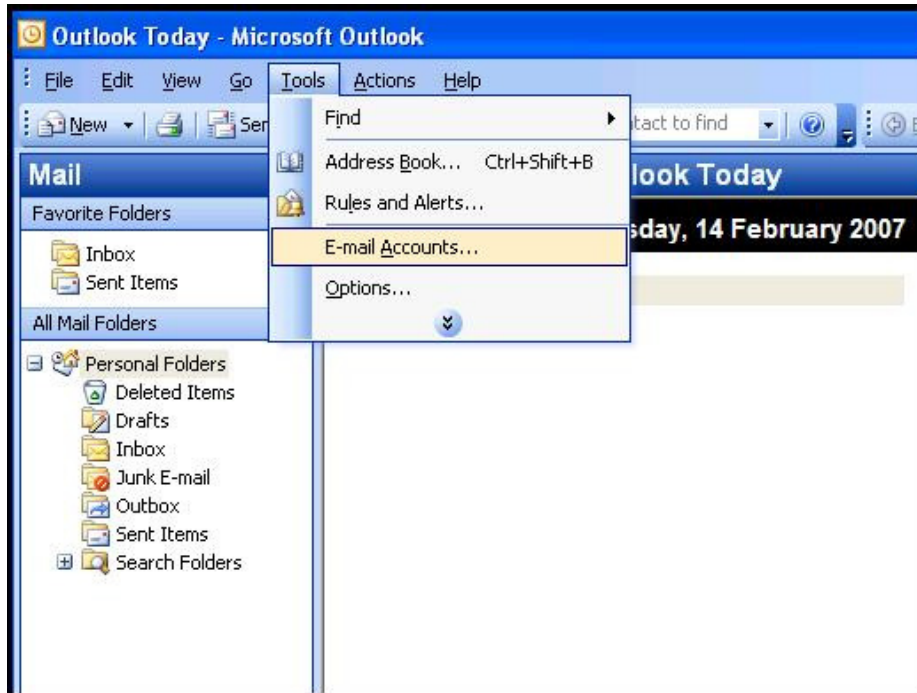 Outlook Today - Microsoft Outlook
File Edit View Go Tools Actions Help
New Ser
tact to find
Find
Address Book... Ctrl+Shift+B
Rules and Alerts...
E-mail Accounts...
Options...
Mail
look Today
Favorite Folders
sday, 14 February 2007
Inbox
Sent Items
All Mail Folders
Personal Folders
Deleted Items
Drafts
Inbox
Junk E-mail
Outbox
Sent Items
Search Folders